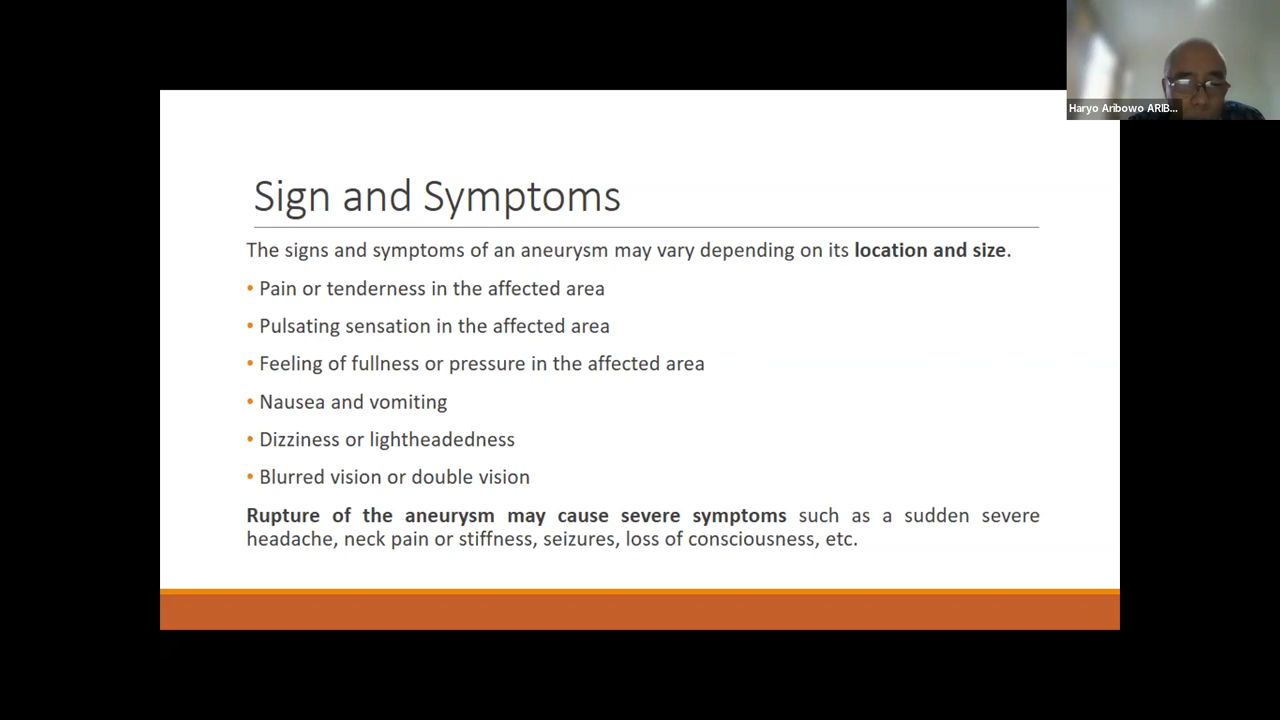 Haryo Aribowo ARIB...
Sign and Symptoms
The signs and symptoms of an aneurysm may vary depending on its location and size.
• Pain or tenderness in the affected area
• Pulsating sensation in the affected area
• Feeling of fullness or pressure in the affected area
• Nausea and vomiting
• Dizziness or lightheadedness
• Blurred vision or double vision
Rupture of the aneurysm may cause severe symptoms such as a sudden severe
headache, neck pain or stiffness, seizures, loss of consciousness, etc.